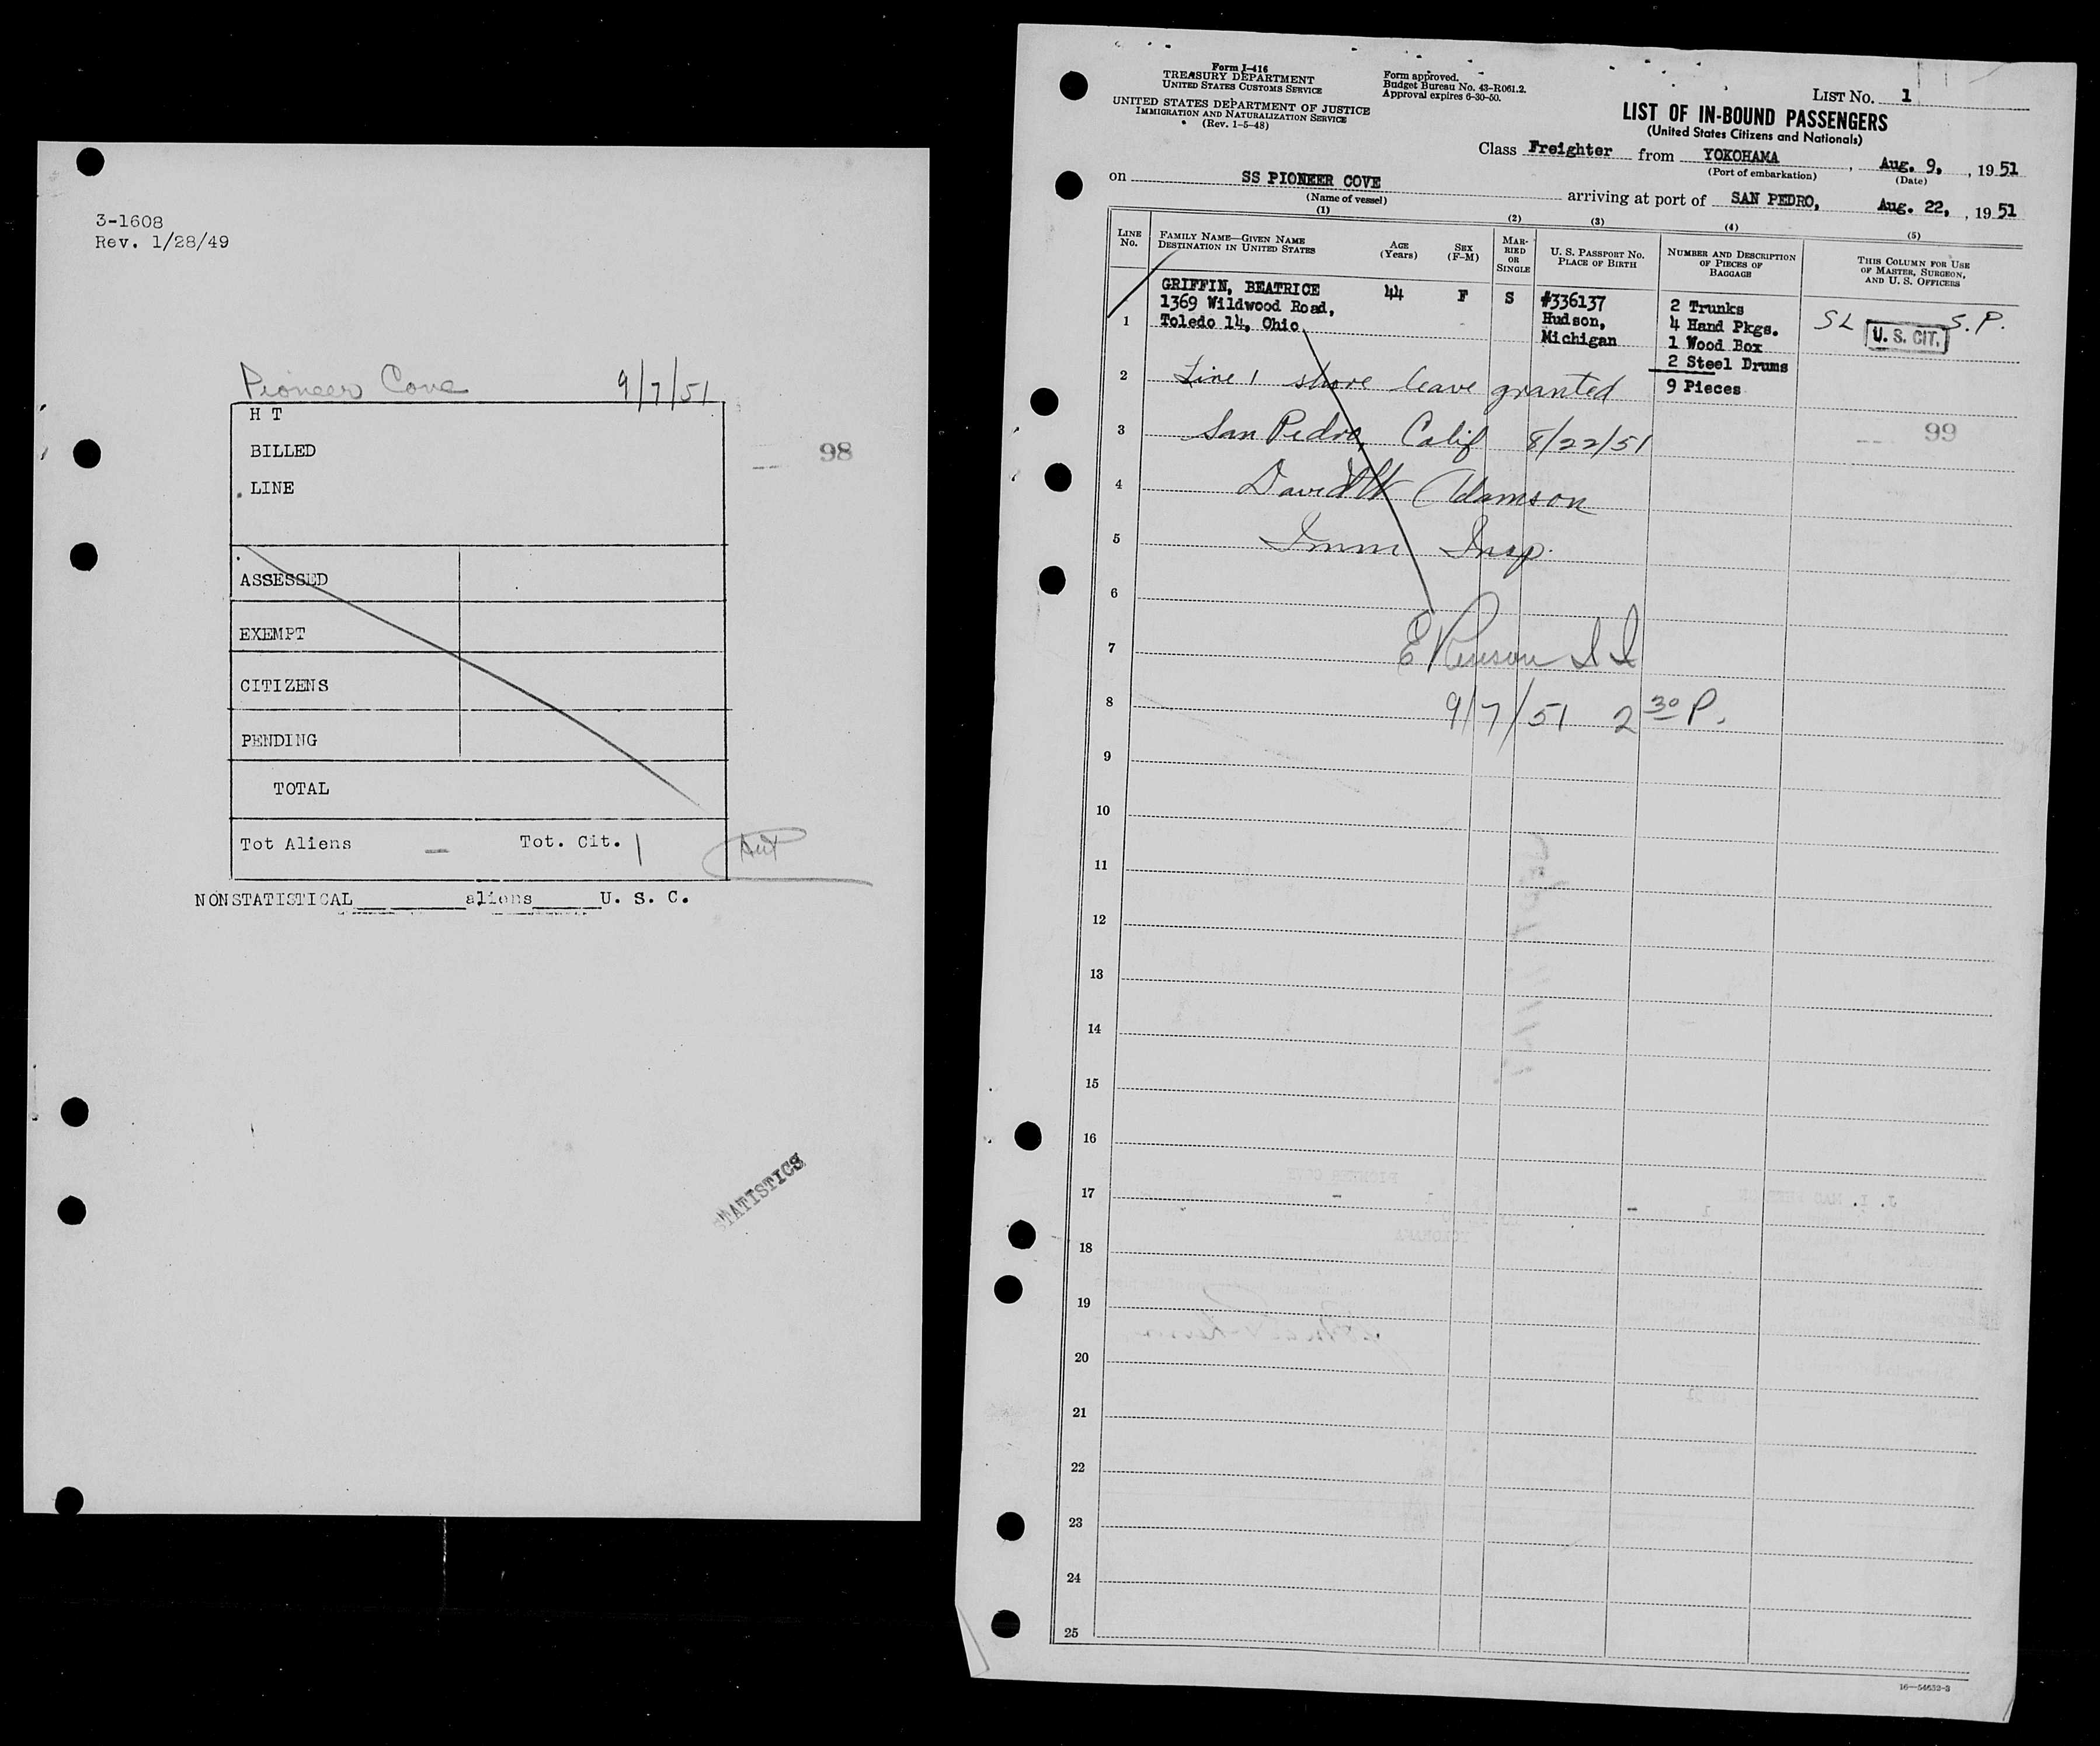 3-1608
Rev. 1/28/49
Pioneer Cove 9/7/51
H T
BILLED
LINE
98
ASSESSED
EXEMPT
CITIZENS
PENDING
TOTAL
Tot Aliens — Tot. Cit. 1
NONSTATISTICAL________aliens_____U. S. C.
STATISTICS
Form I-416
TREASURY DEPARTMENT
UNITED STATES CUSTOMS SERVICE
UNITED STATES DEPARTMENT OF JUSTICE
IMMIGRATION AND NATURALIZATION SERVICE
(Rev. 1-5-48)
Form approved.
Budget Bureau No. 43-R061.2.
Approval expires 6-30-50.
LIST NO. 1
LIST OF IN-BOUND PASSENGERS
(United States Citizens and Nationals)
Class Freighter from YOKOHAMA, Aug. 9, , 1951
(Port of embarkation) (Date)
on SS PIONEER COVE arriving at port of SAN PEDRO, Aug. 22, , 1951
(Name of vessel)
(1) (2) (3) (4) (5)
LINE No.
FAMILY NAME—GIVEN NAME
DESTINATION IN UNITED STATES
AGE (Years)
SEX (F-M)
MARRIED OR SINGLE
U. S. PASSPORT NO.
PLACE OF BIRTH
NUMBER AND DESCRIPTION OF PIECES OF BAGGAGE
THIS COLUMN FOR USE OF MASTER, SURGEON, AND U. S. OFFICERS
GRIFFIN, BEATRICE 44 F S #336137 2 Trunks
1369 Wildwood Road, Hudson, 4 Hand Pkgs. SL U. S. CIT. S.P.
1 Toledo 14, Ohio. Michigan 1 Wood Box
2 Steel Drums
2 Line 1 shore leave granted 9 Pieces
3 San Pedro, Calif 8/22/51 99
4 David W Adamson
5 Imm Insp.
6
7 I I
8 9/7/51 2 30 P.
9
10
11
12
13
14
15
16
17
18
19
20
21
22
23
24
25
16—54632-3